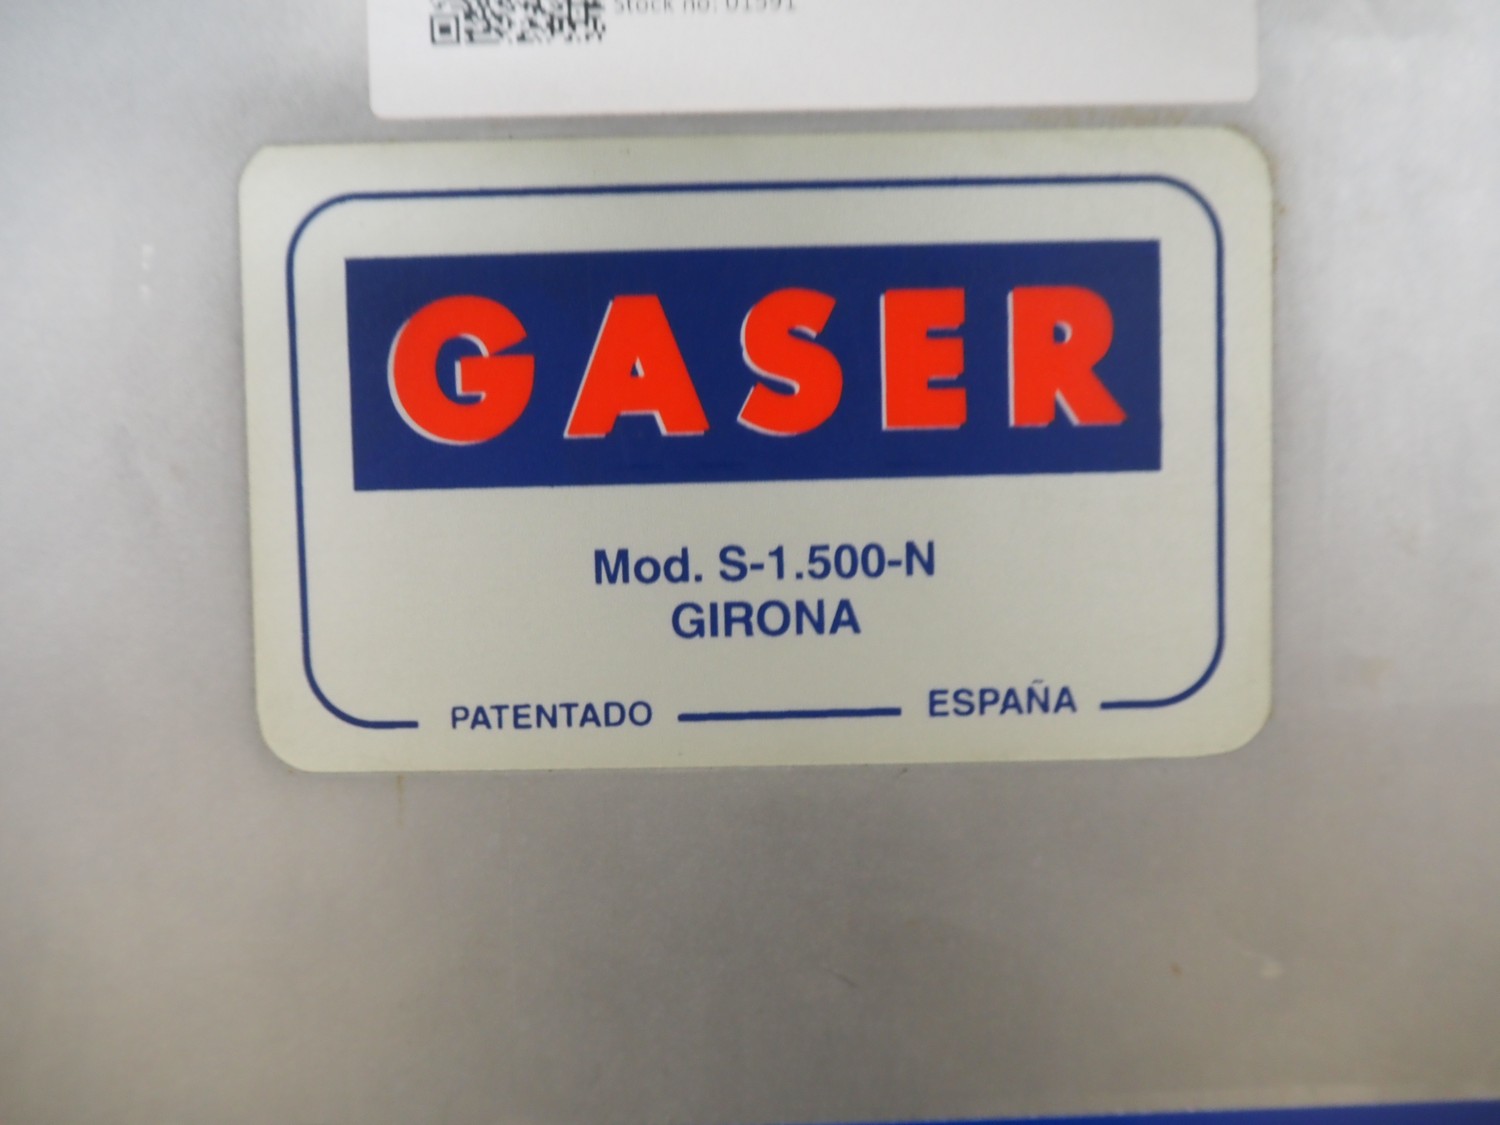 Stock no: 01591
GASER
Mod. S-1.500-N
GIRONA
PATENTADO
ESPAÑA